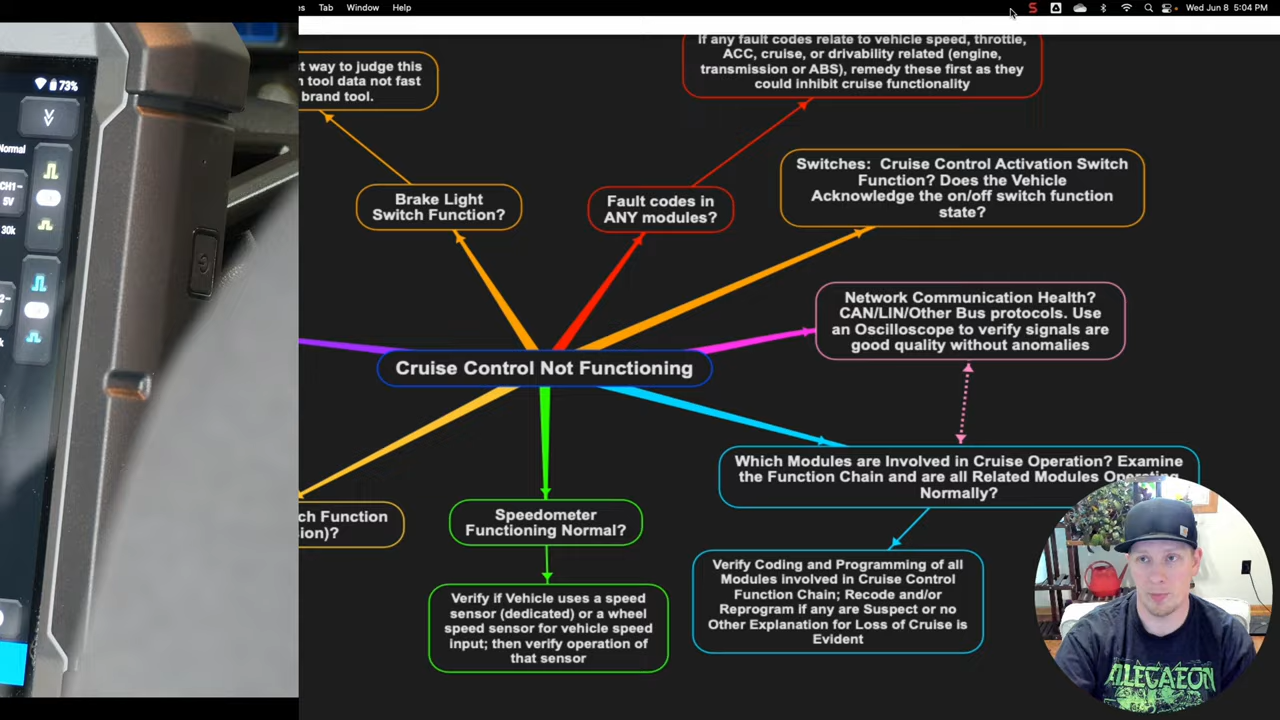 es Tab Window Help
S
Wed Jun 8 5:04 PM
73%
Normal
CH1~
5V
30k
t way to judge this
tool data not fast
brand tool.
If any fault codes relate to vehicle speed, throttle,
ACC, cruise, or drivability related (engine,
transmission or ABS), remedy these first as they
could inhibit cruise functionality
Brake Light
Switch Function?
Fault codes in
ANY modules?
Switches: Cruise Control Activation Switch
Function? Does the Vehicle
Acknowledge the on/off switch function
state?
Network Communication Health?
CAN/LIN/Other Bus protocols. Use
an Oscilloscope to verify signals are
good quality without anomalies
Cruise Control Not Functioning
Which Modules are Involved in Cruise Operation? Examine
the Function Chain and are all Related Modules Operating
Normally?
ch Function
sion)?
Speedometer
Functioning Normal?
Verify if Vehicle uses a speed
sensor (dedicated) or a wheel
speed sensor for vehicle speed
input; then verify operation of
that sensor
Verify Coding and Programming of all
Modules involved in Cruise Control
Function Chain; Recode and/or
Reprogram if any are Suspect or no
Other Explanation for Loss of Cruise is
Evident
ALLEGAEON